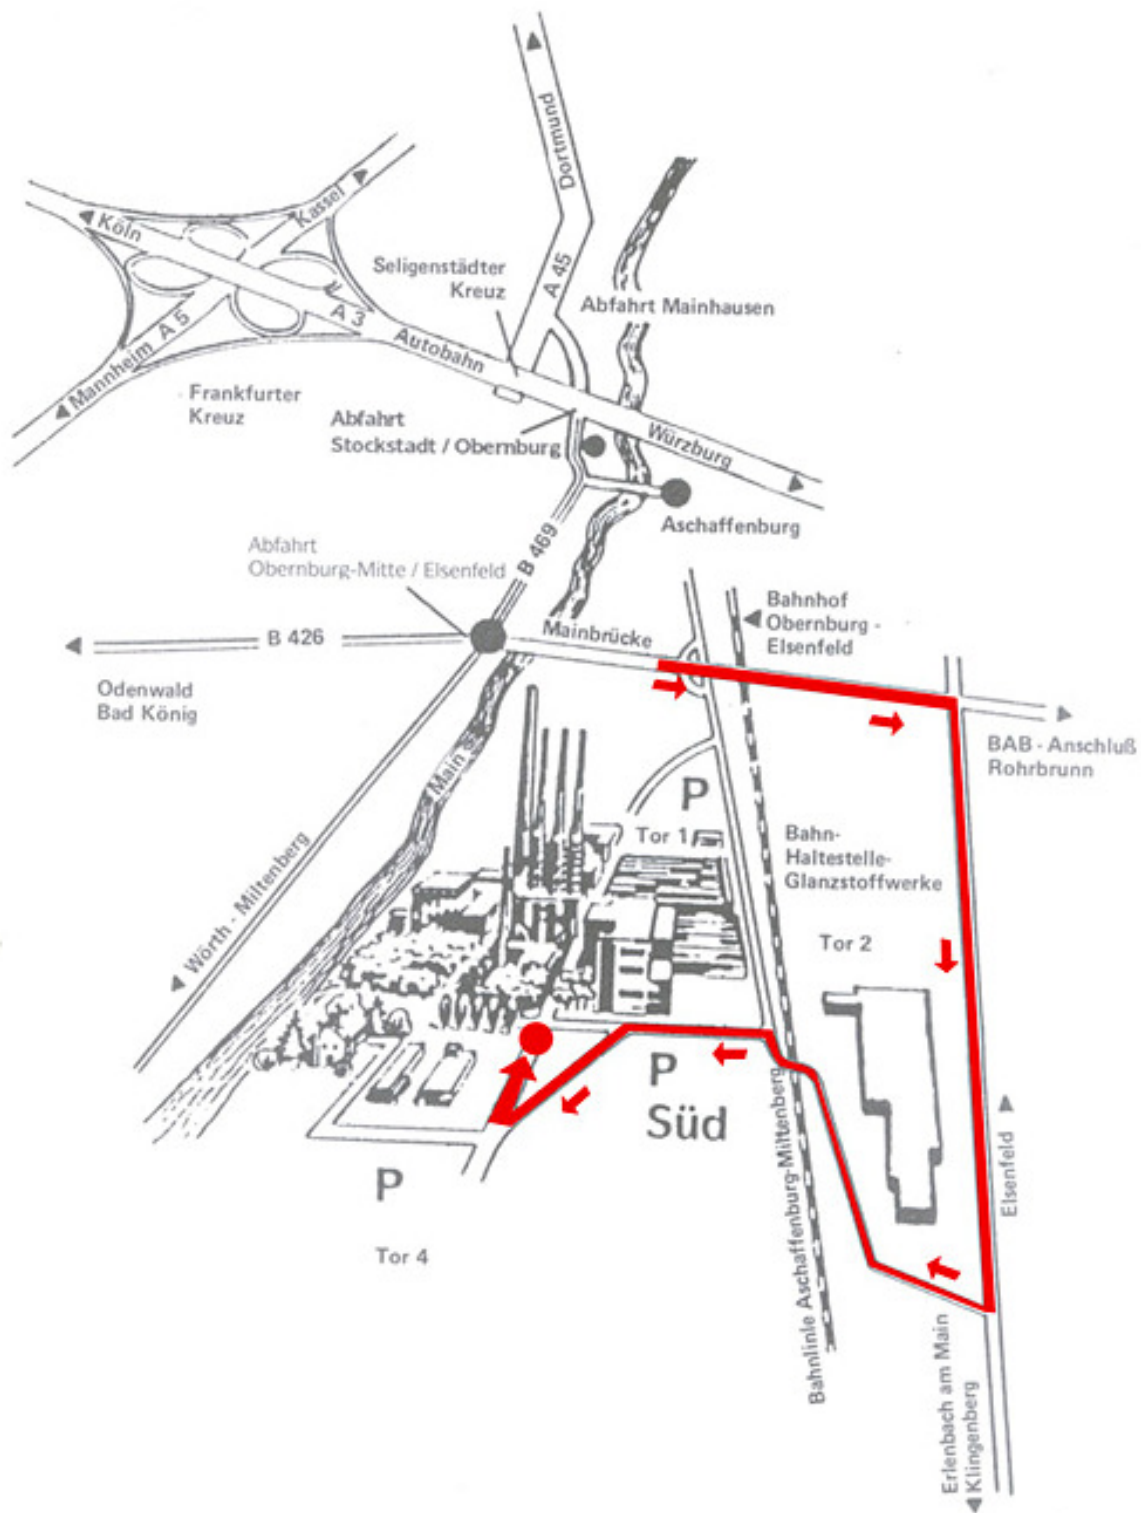 Dortmund
Köln
Kassel
Seligenstädter
Kreuz
A 45
Abfahrt Mainhausen
A 3
Mannheim A 5
Autobahn
Frankfurter
Kreuz
Abfahrt
Stockstadt / Obernburg
Würzburg
Aschaffenburg
B 469
Abfahrt
Obernburg-Mitte / Elsenfeld
Bahnhof
Obernburg -
Elsenfeld
Mainbrücke
B 426
Odenwald
Bad König
BAB - Anschluß
Rohrbrunn
Main
P
Tor 1
Bahn-
Haltestelle-
Glanzstoffwerke
Wörth - Miltenberg
Tor 2
P
Süd
P
Tor 4
Bahnlinie Aschaffenburg-Miltenberg
Elsenfeld
Erlenbach am Main
Klingenberg